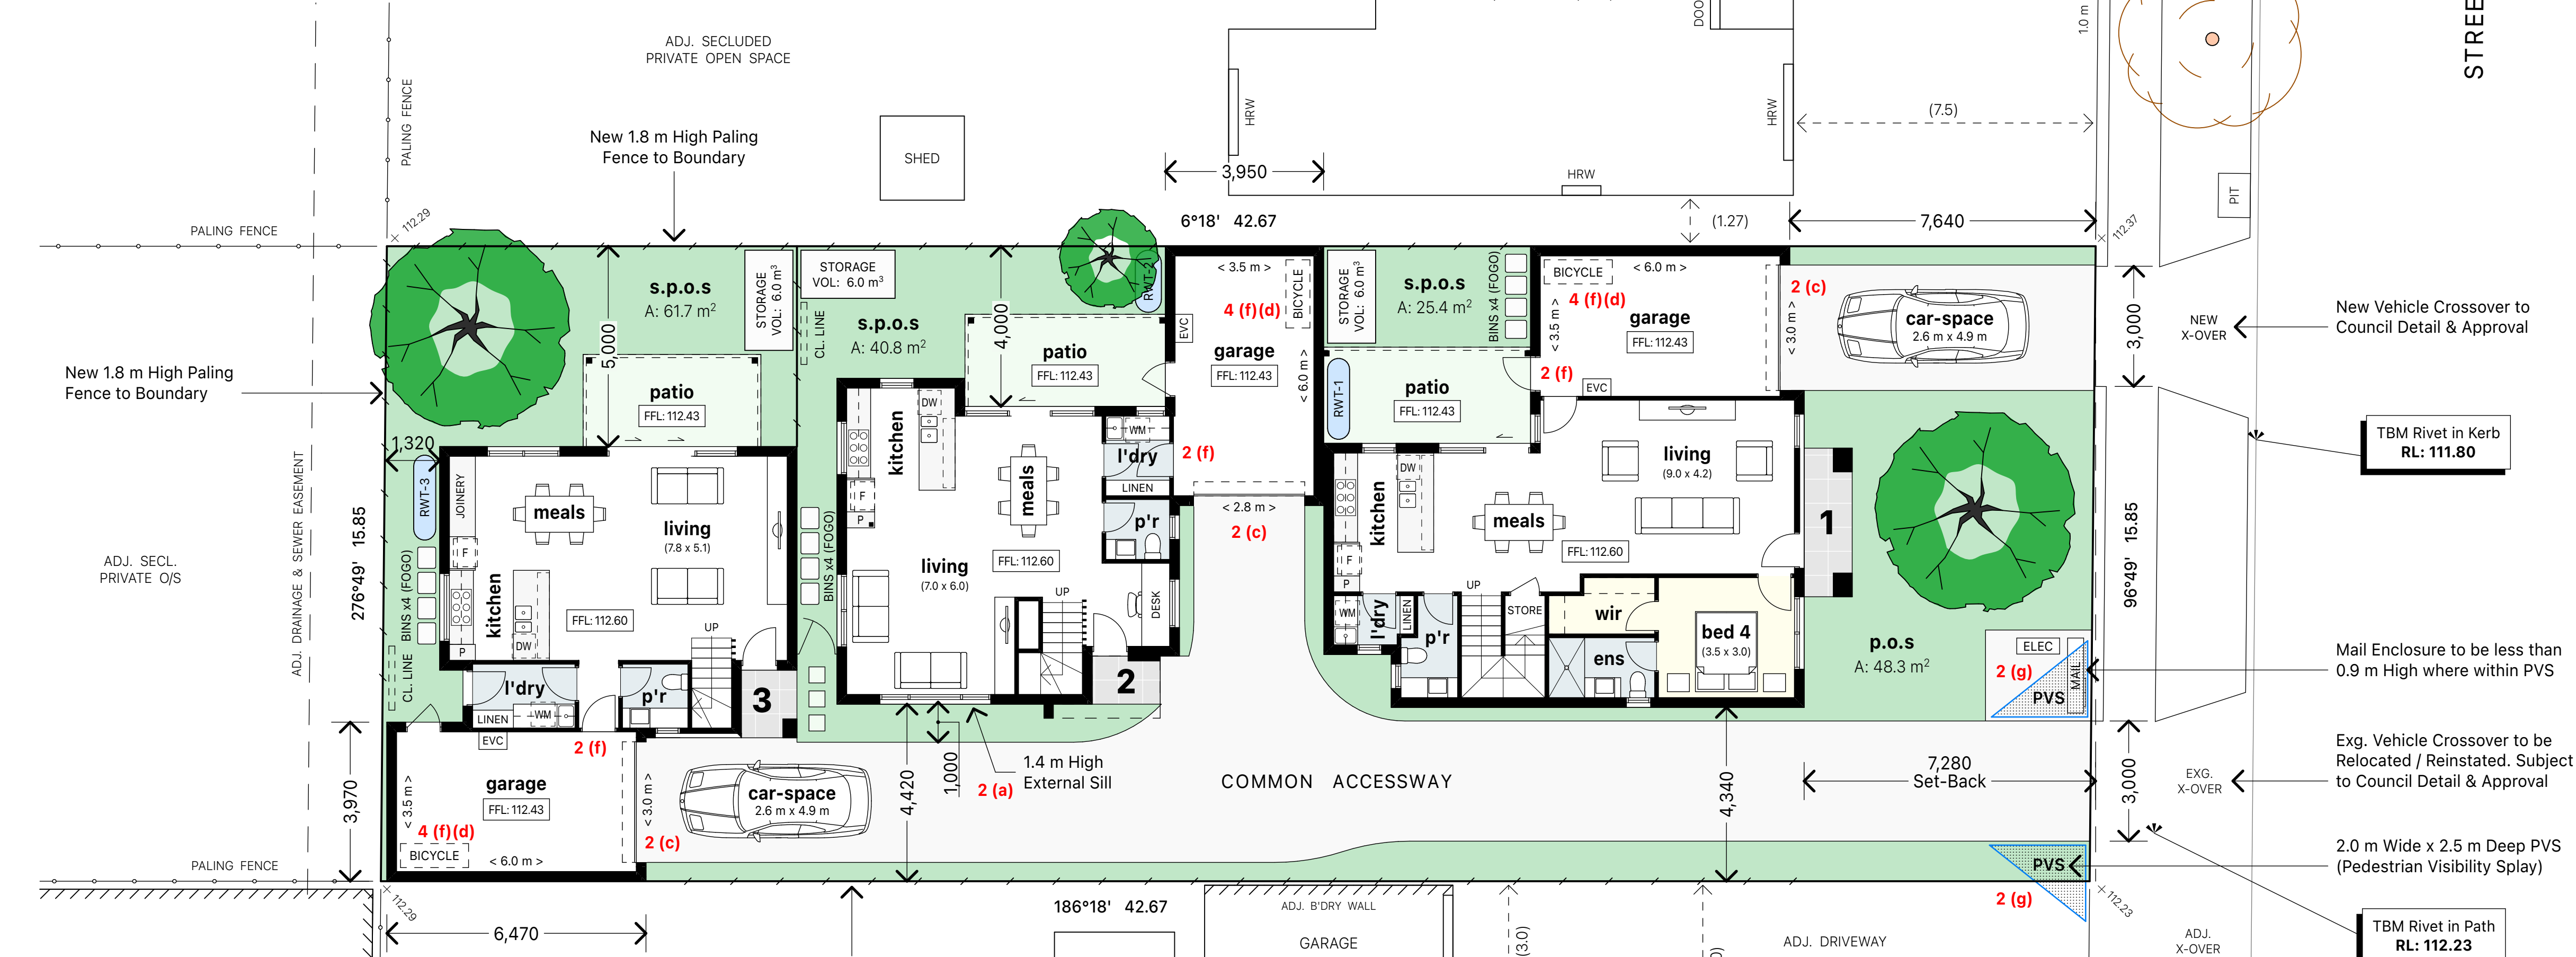 STREE
1.0 m
DOO
ADJ. SECLUDED
PRIVATE OPEN SPACE
PALING FENCE
HRW
HRW
HRW
(7.5)
New 1.8 m High Paling
Fence to Boundary
SHED
3,950
PIT
PALING FENCE
112.29
6°18' 42.67
(1.27)
7,640
112.37
s.p.o.s
A: 61.7 m²
STORAGE
VOL: 6.0 m³
STORAGE
VOL: 6.0 m³
CL. LINE
s.p.o.s
A: 40.8 m²
4,000
RWT-2
5,000
patio
FFL: 112.43
patio
FFL: 112.43
EVC
< 3.5 m >
BICYCLE
4 (f)(d)
garage
FFL: 112.43
< 6.0 m >
STORAGE
VOL: 6.0 m³
s.p.o.s
A: 25.4 m²
BINS x4 (FOGO)
BICYCLE
< 6.0 m >
4 (f)(d)
< 3.5 m >
garage
FFL: 112.43
2 (c)
< 3.0 m >
car-space
2.6 m x 4.9 m
3,000
NEW
X-OVER
New Vehicle Crossover to
Council Detail & Approval
New 1.8 m High Paling
Fence to Boundary
RWT-1
patio
FFL: 112.43
2 (f)
EVC
TBM Rivet in Kerb
RL: 111.80
1,320
RWT-3
JOINERY
meals
living
(7.8 x 5.1)
F
P
kitchen
DW
FFL: 112.60
UP
BINS x4 (FOGO)
CL. LINE
276°49' 15.85
ADJ. DRAINAGE & SEWER EASEMENT
ADJ. SECL.
PRIVATE O/S
kitchen
DW
F
P
meals
WM
l'dry
LINEN
2 (f)
p'r
living
(7.0 x 6.0)
FFL: 112.60
UP
DESK
BINS x4 (FOGO)
2
< 2.8 m >
2 (c)
kitchen
DW
F
P
meals
living
(9.0 x 4.2)
FFL: 112.60
1
UP
STORE
WM
l'dry
LINEN
p'r
wir
ens
bed 4
(3.5 x 3.0)
p.o.s
A: 48.3 m²
ELEC
MAIL
2 (g)
PVS
96°49' 15.85
Mail Enclosure to be less than
0.9 m High where within PVS
l'dry
LINEN
WM
p'r
3
EVC
2 (f)
garage
FFL: 112.43
< 3.5 m >
4 (f)(d)
BICYCLE
< 6.0 m >
3,970
< 3.0 m >
2 (c)
car-space
2.6 m x 4.9 m
4,420
1,000
2 (a)
1.4 m High
External Sill
COMMON ACCESSWAY
4,340
7,280
Set-Back
3,000
EXG.
X-OVER
Exg. Vehicle Crossover to be
Relocated / Reinstated. Subject
to Council Detail & Approval
PVS
2 (g)
2.0 m Wide x 2.5 m Deep PVS
(Pedestrian Visibility Splay)
PALING FENCE
112.29
6,470
186°18' 42.67
ADJ. B'DRY WALL
GARAGE
(3.0)
ADJ. DRIVEWAY
112.23
ADJ.
X-OVER
TBM Rivet in Path
RL: 112.23